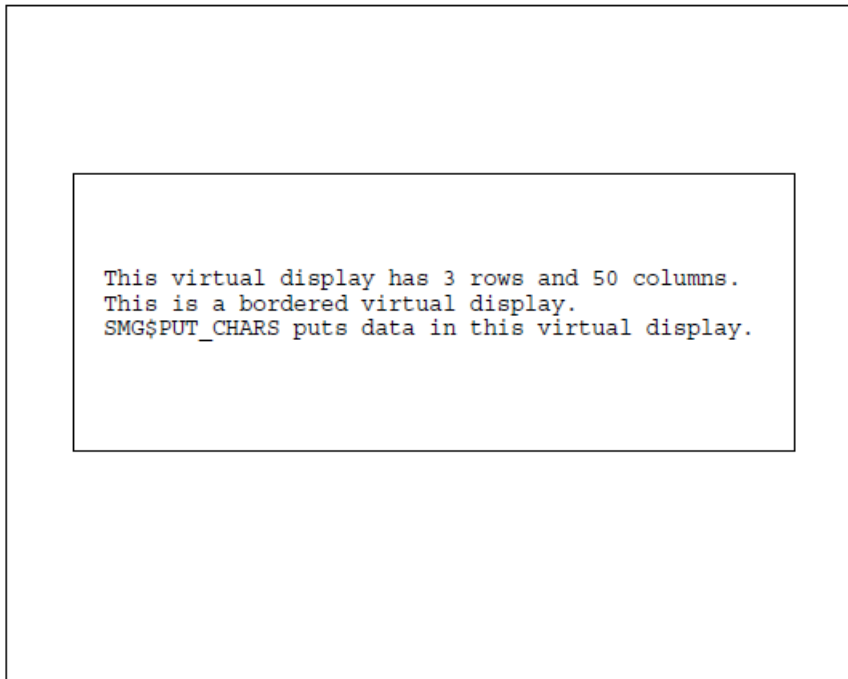 This virtual display has 3 rows and 50 columns.
This is a bordered virtual display.
SMG$PUT_CHARS puts data in this virtual display.